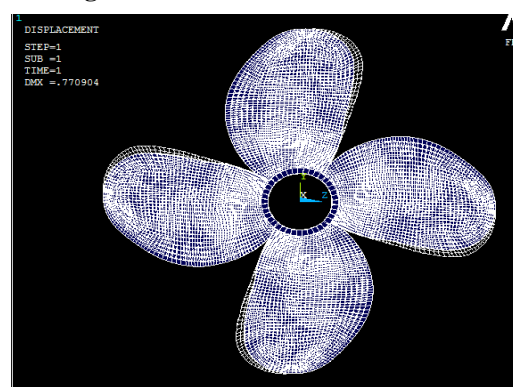 1
DISPLACEMENT
STEP=1
SUB =1
TIME=1
DMX =.770904
Y
X
Z